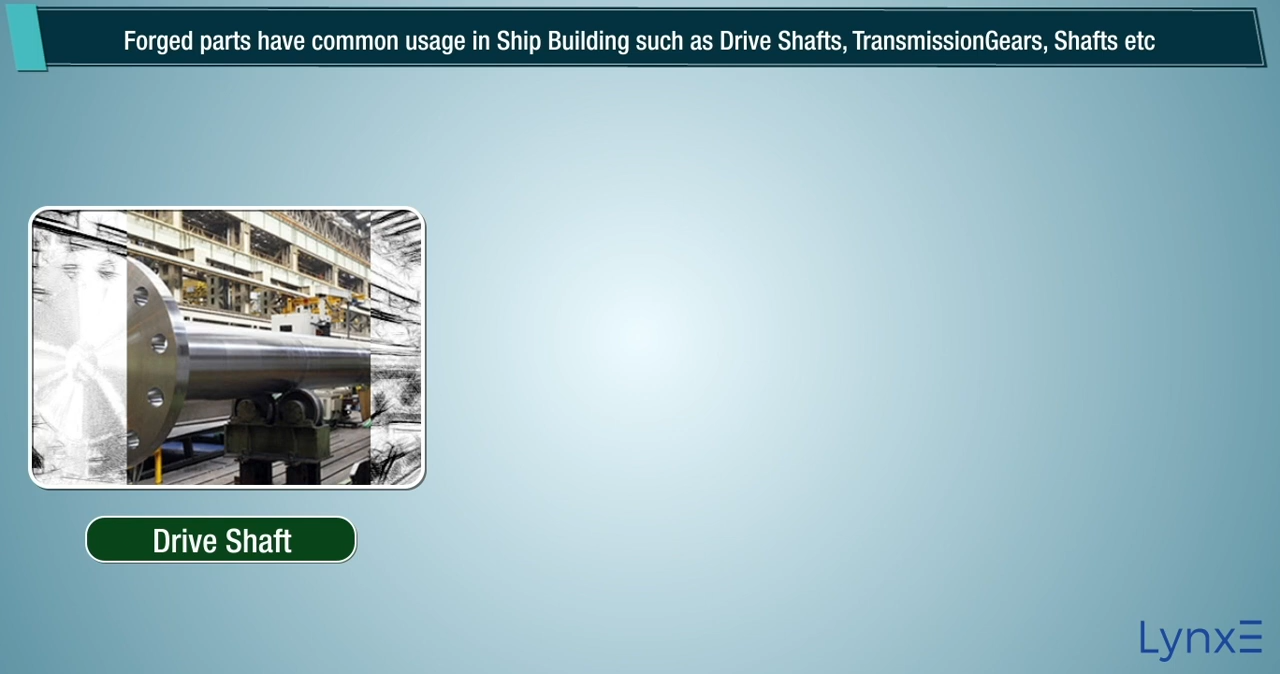 Forged parts have common usage in Ship Building such as Drive Shafts, TransmissionGears, Shafts etc
Drive Shaft
LynxE